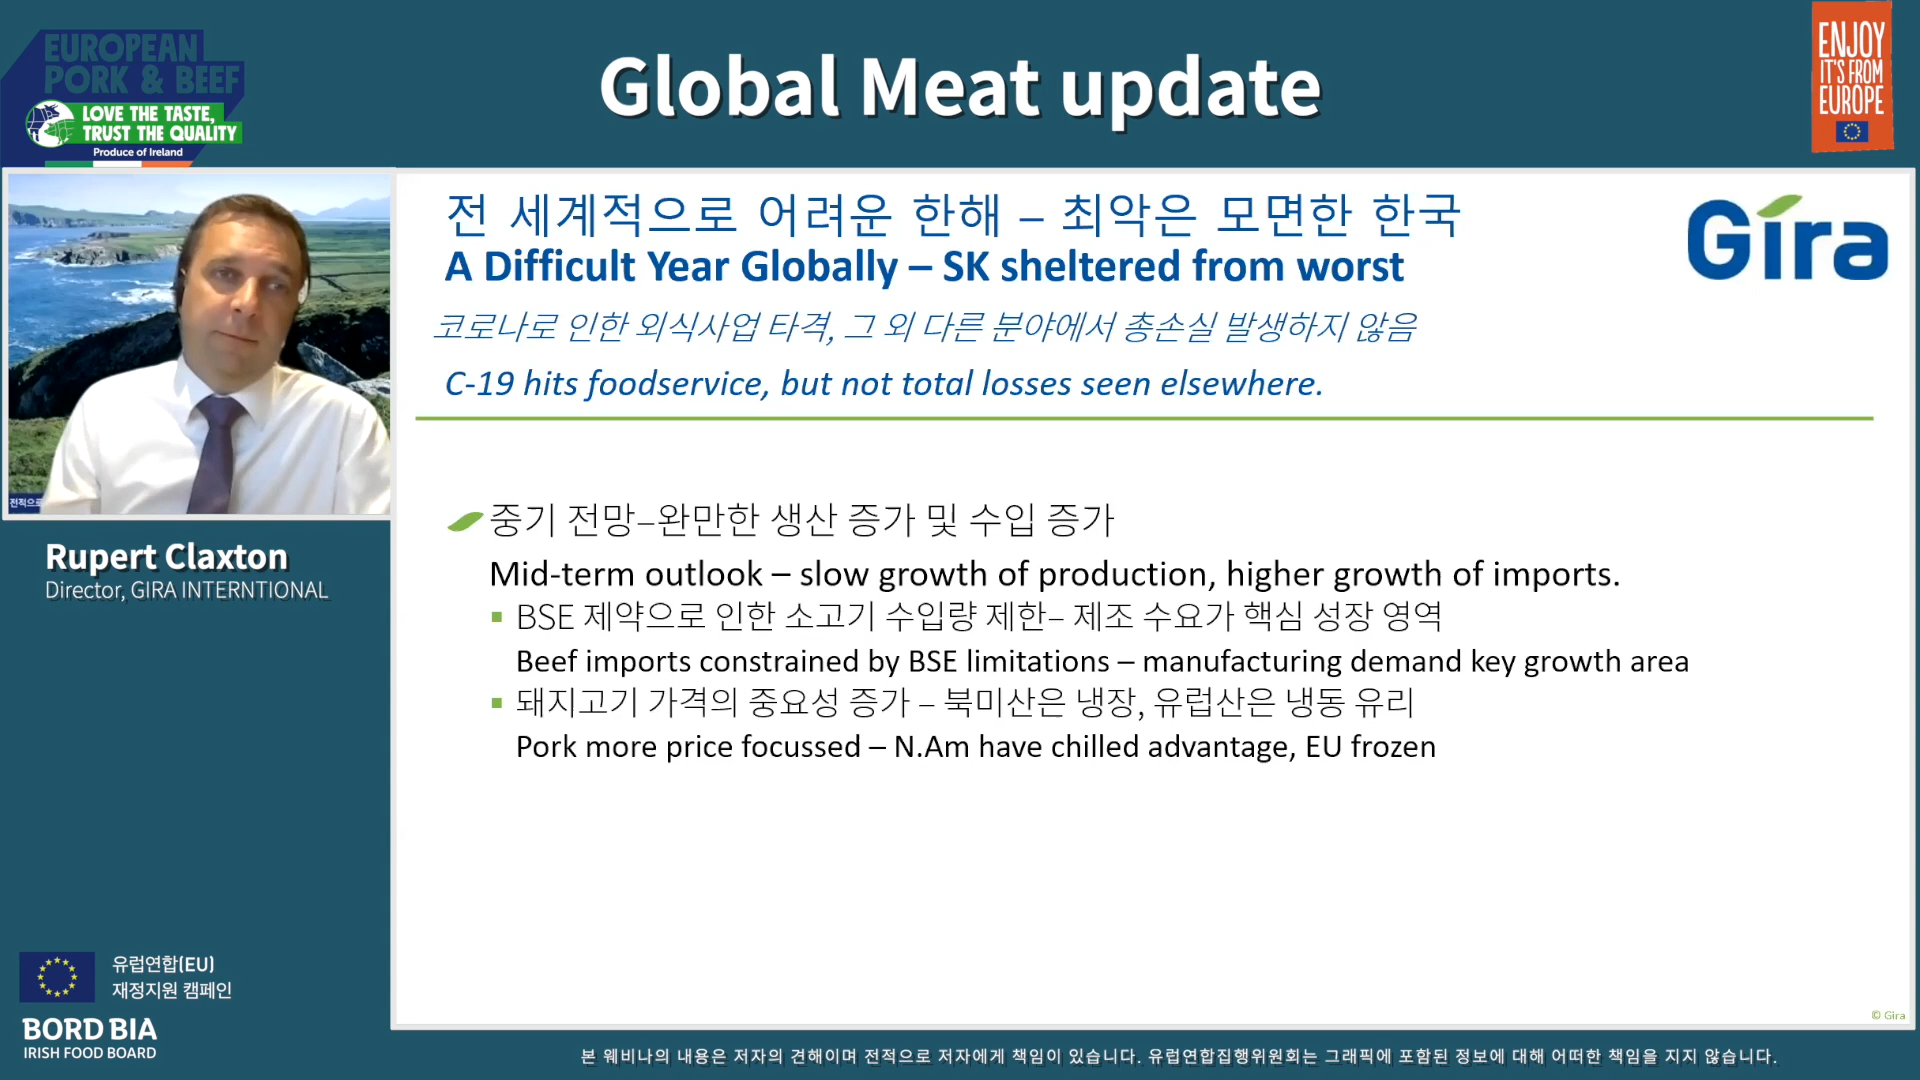 EUROPEAN
PORK & BEEF
LOVE THE TASTE,
TRUST THE QUALITY
Produce of Ireland
Global Meat update
ENJOY
IT'S FROM
EUROPE
전 세계적으로 어려운 한해 – 최악은 모면한 한국
A Difficult Year Globally – SK sheltered from worst
Gira
코로나로 인한 외식사업 타격, 그 외 다른 분야에서 총손실 발생하지 않음
C-19 hits foodservice, but not total losses seen elsewhere.
전적으로
Rupert Claxton
Director, GIRA INTERNTIONAL
중기 전망–완만한 생산 증가 및 수입 증가
Mid-term outlook – slow growth of production, higher growth of imports.
BSE 제약으로 인한 소고기 수입량 제한– 제조 수요가 핵심 성장 영역
Beef imports constrained by BSE limitations – manufacturing demand key growth area
돼지고기 가격의 중요성 증가 – 북미산은 냉장, 유럽산은 냉동 유리
Pork more price focussed – N.Am have chilled advantage, EU frozen
유럽연합(EU)
재정지원 캠페인
BORD BIA
IRISH FOOD BOARD
© Gira
본 웨비나의 내용은 저자의 견해이며 전적으로 저자에게 책임이 있습니다. 유럽연합집행위원회는 그래픽에 포함된 정보에 대해 어떠한 책임을 지지 않습니다.